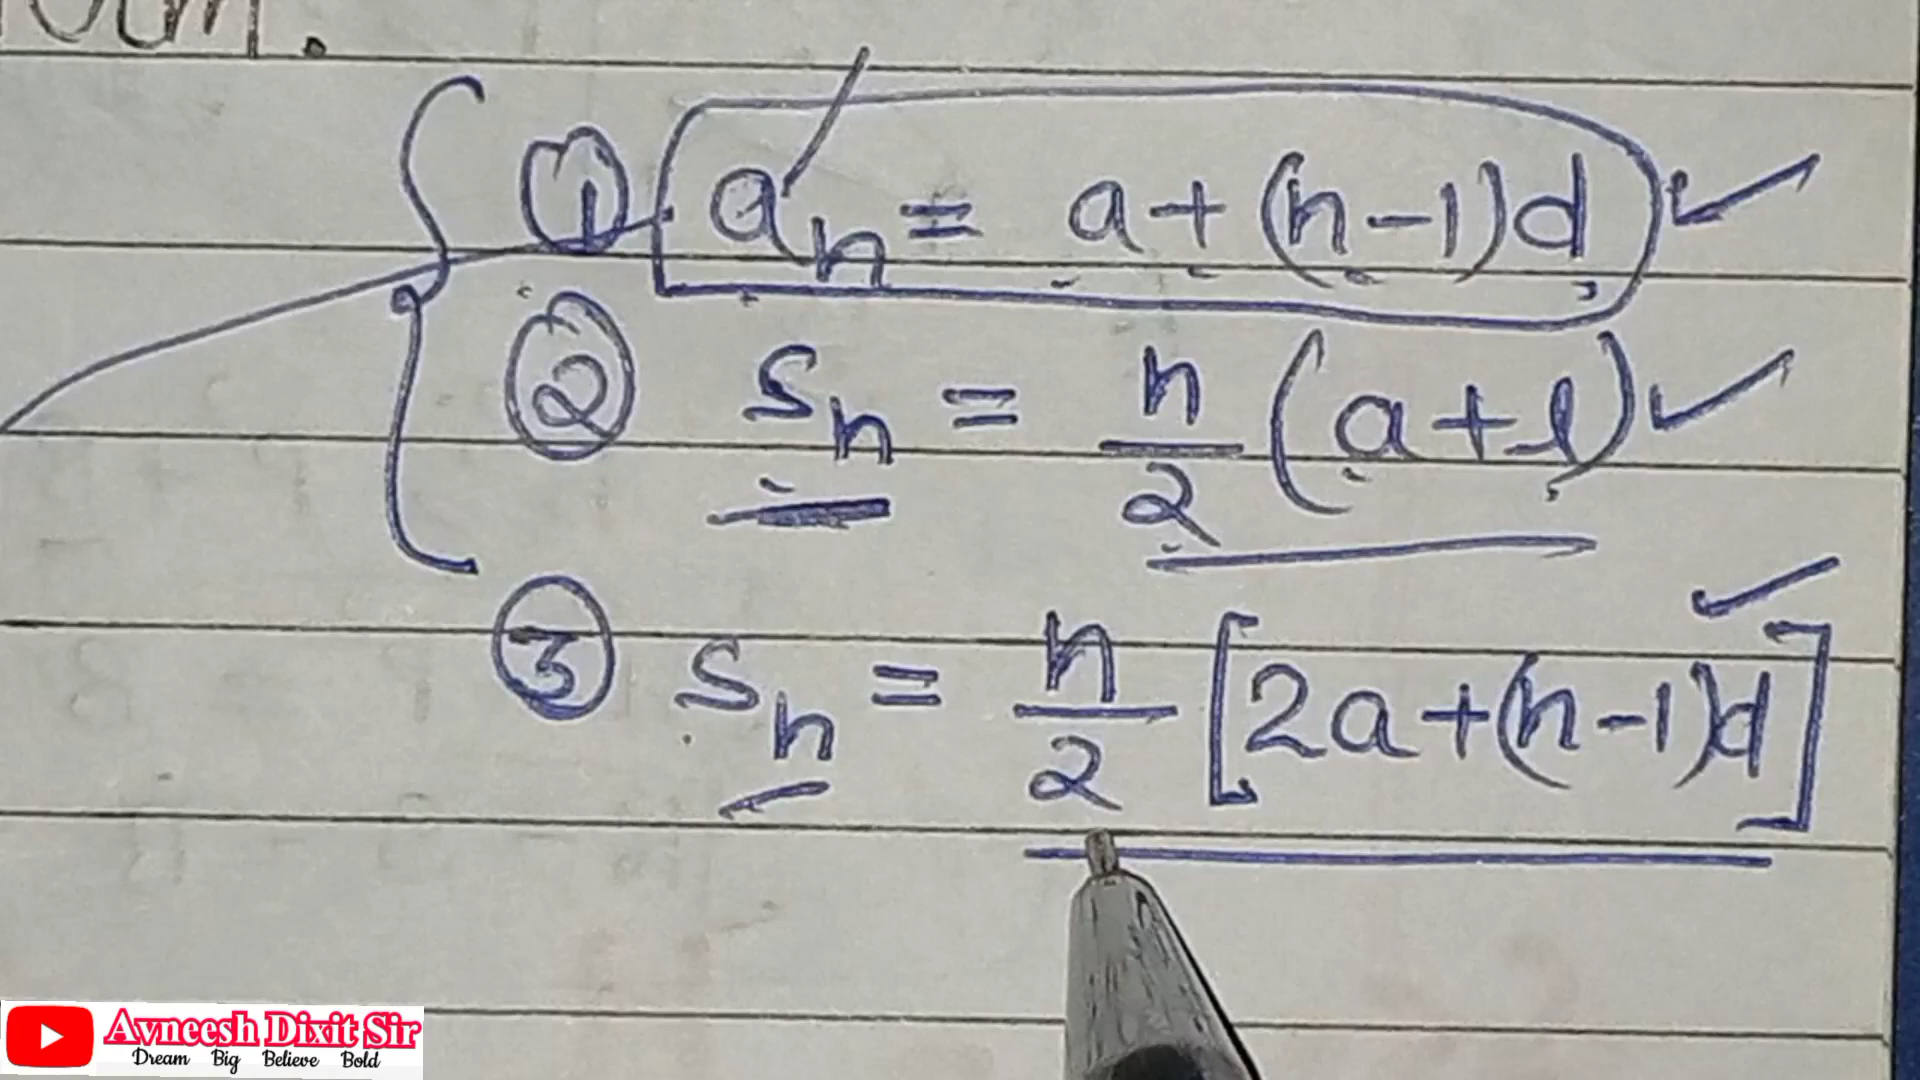 ① aₙ = a + (n-1)d ✓
② sₙ = n/2 (a + l) ✓
③ sₙ = n/2 [2a + (n-1)d] ✓
Avneesh Dixit Sir
Dream Big Believe Bold